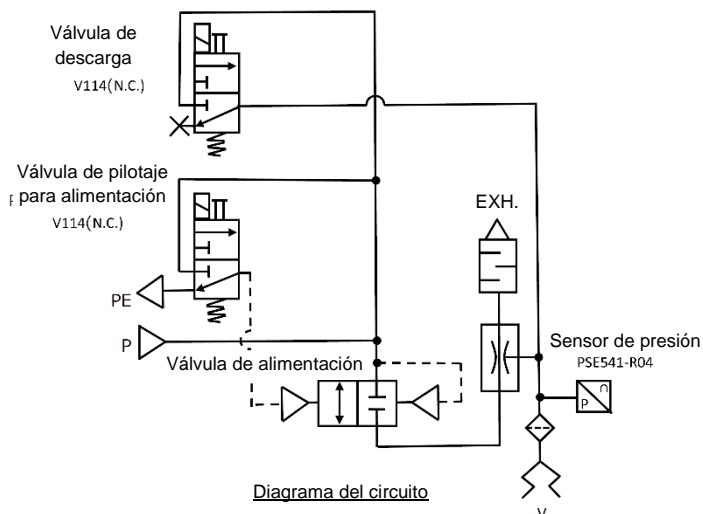 Válvula de
descarga
V114(N.C.)
Válvula de pilotaje
para alimentación
V114(N.C.)
EXH.
PE
P
Válvula de alimentación
Sensor de presión
PSE541-R04
P
Diagrama del circuito
V